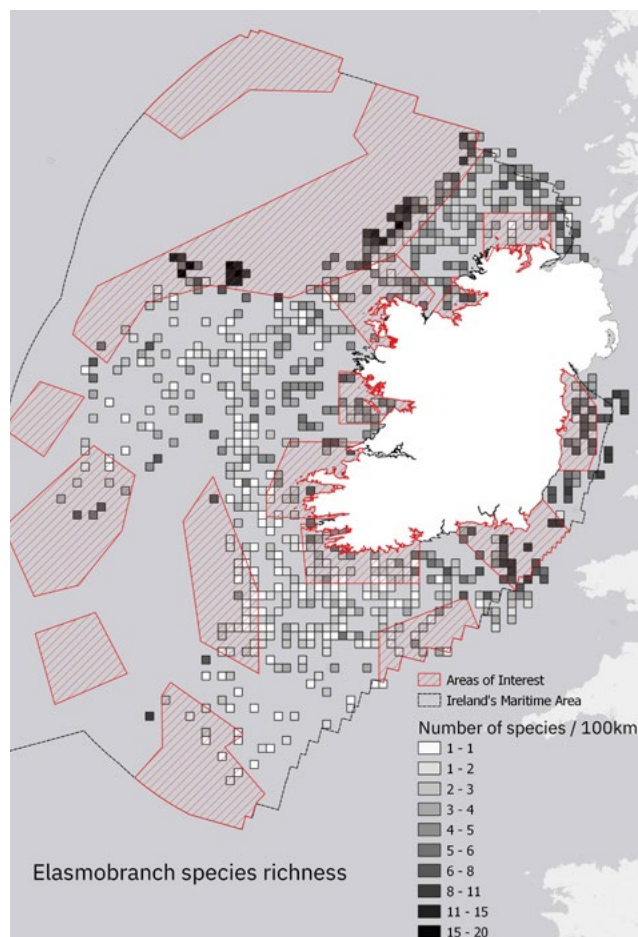 Areas of Interest
Ireland's Maritime Area
Number of species / 100km
1 - 1
1 - 2
2 - 3
3 - 4
4 - 5
5 - 6
6 - 8
8 - 11
11 - 15
15 - 20
Elasmobranch species richness